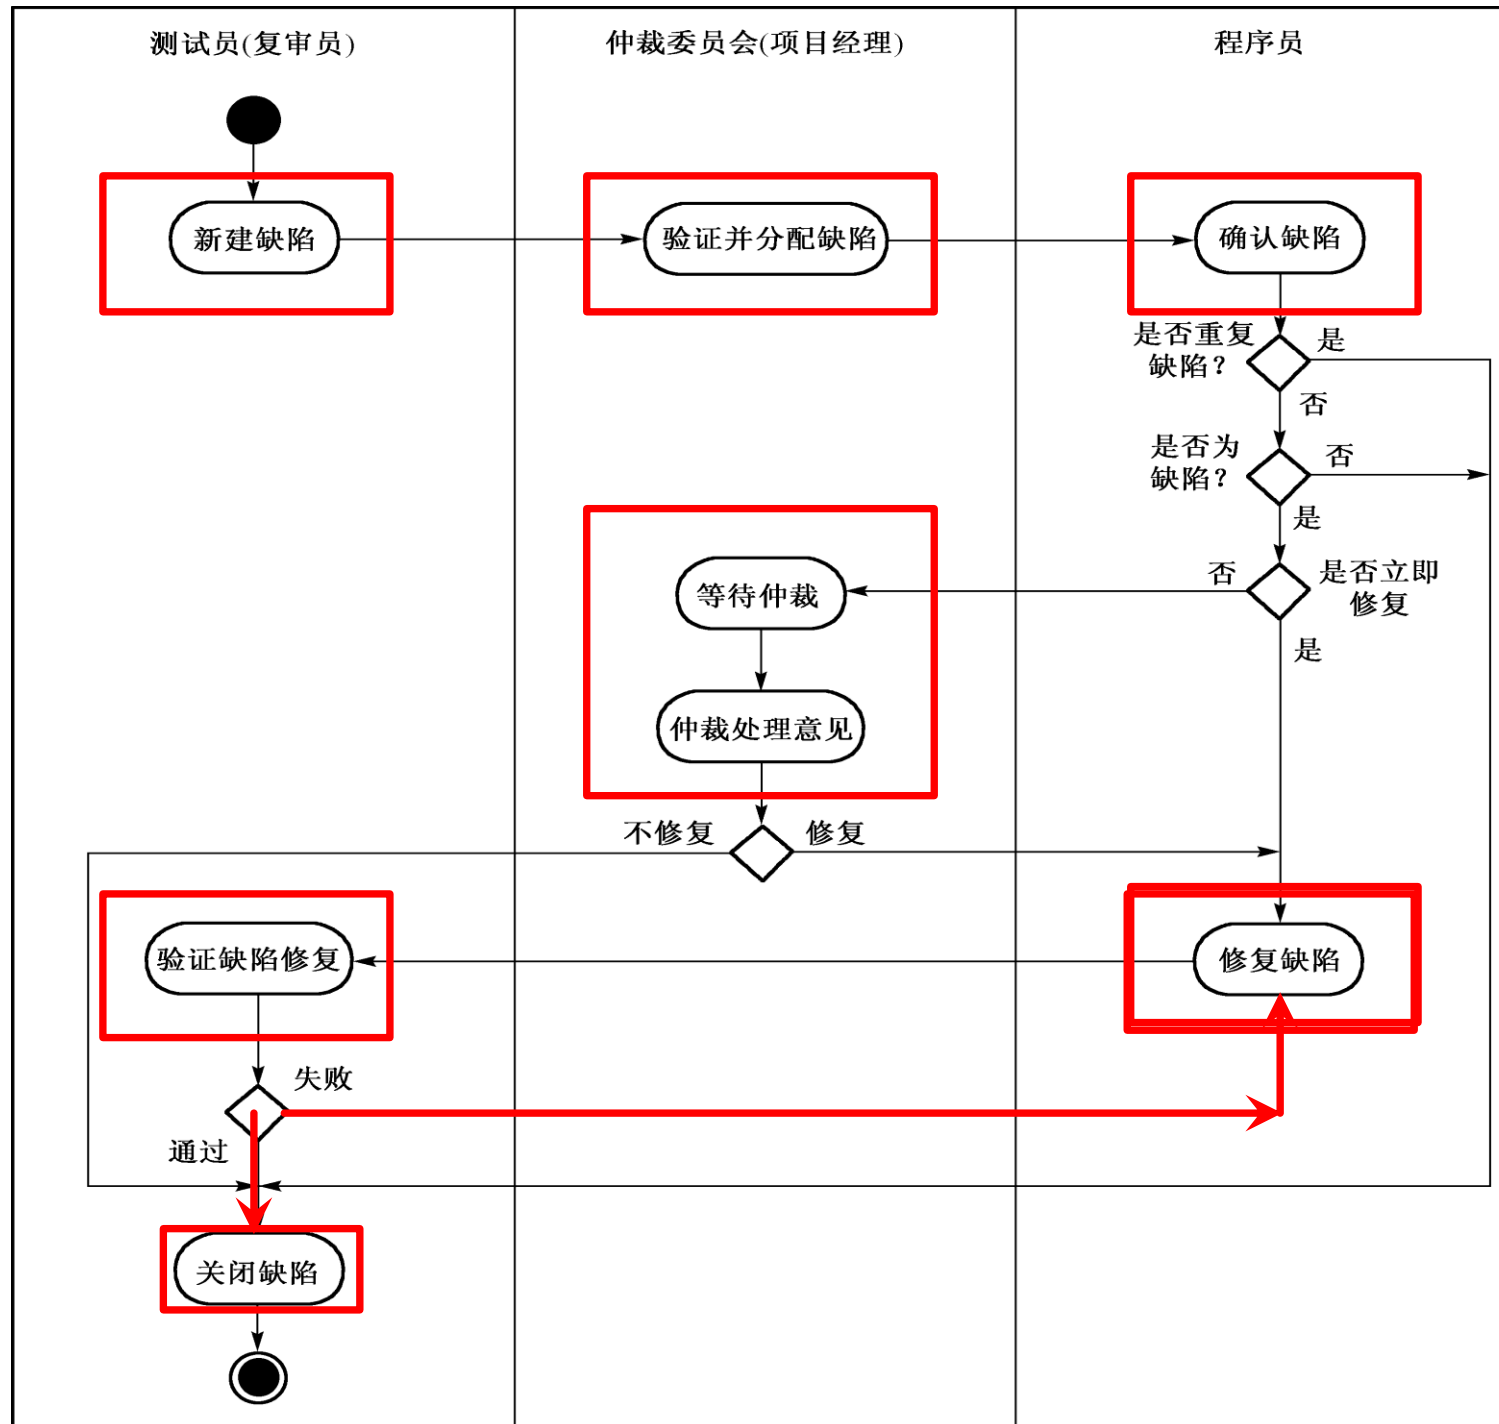 测试员(复审员)
仲裁委员会(项目经理)
程序员
新建缺陷
验证并分配缺陷
确认缺陷
是否重复
缺陷?
是
否
是否为
缺陷?
否
是
等待仲裁
否
是否立即
修复
是
仲裁处理意见
不修复
修复
验证缺陷修复
修复缺陷
失败
通过
关闭缺陷